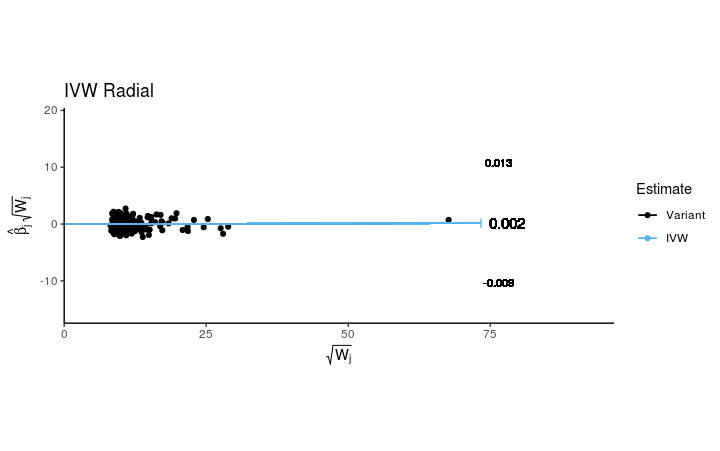 IVW Radial
20
10
0
-10
β̂j√Wj
0
25
50
75
√Wj
0.013
0.002
-0.009
Estimate
Variant
IVW